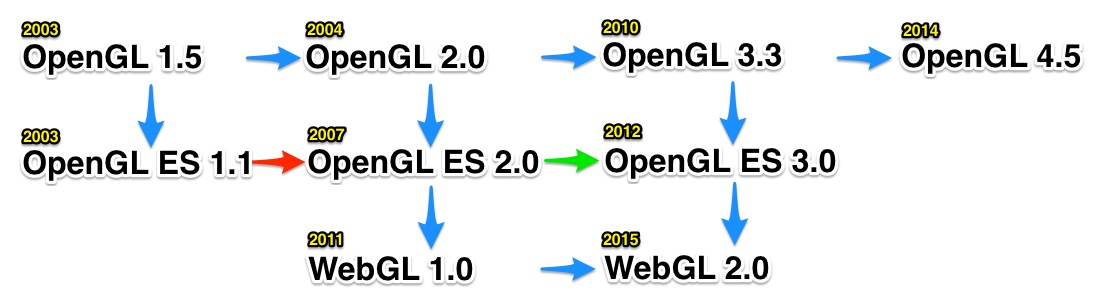 2003
OpenGL 1.5
2004
OpenGL 2.0
2010
OpenGL 3.3
2014
OpenGL 4.5
2003
OpenGL ES 1.1
2007
OpenGL ES 2.0
2012
OpenGL ES 3.0
2011
WebGL 1.0
2015
WebGL 2.0